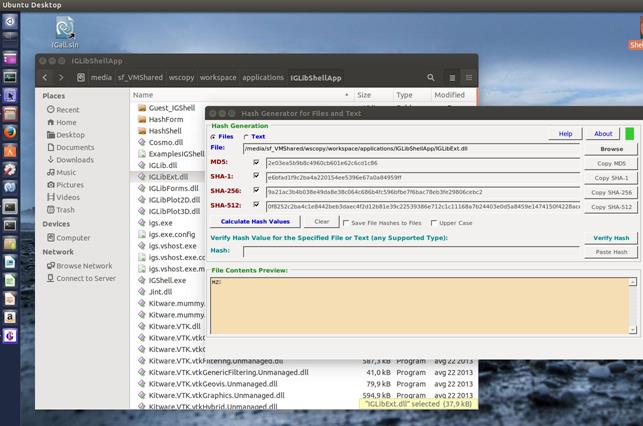 Ubuntu Desktop
IGall.sln
IGLibShellApp
media sf_VMShared wscopy workspace applications IGLibShellApp
Places
Recent
Home
Desktop
Documents
Downloads
Music
Pictures
Videos
Trash
Devices
Computer
Network
Browse Network
Connect to Server
Name Size Type Modified
Guest_IGShell
HashForm
HashShell
Cosmo.dll
ExamplesIGShell
IGLib.dll
IGLibExt.dll
IGLibForms.dll
IGLibPlot2D.dll
IGLibPlot3D.dll
igs.exe
igs.vshost.exe
igs.vshost.exe.c
igs.vshost.exe.m
IGShell.exe
Jint.dll
Kitware.mummy.
Kitware.mummy.
Kitware.VTK.dll
Kitware.VTK.vtkC
Kitware.VTK.vtkFiltering.Unmanaged.dll 587,3 kB Program avg 22 2013
Kitware.VTK.vtkGenericFiltering.Unmanaged.dll 41,0 kB Program avg 22 2013
Kitware.VTK.vtkGeovis.Unmanaged.dll 79,9 kB Program avg 22 2013
Kitware.VTK.vtkGraphics.Unmanaged.dll 594,9 kB Program avg 22 2013
Kitware.VTK.vtkHybrid.Unmanaged.dll
"IGLibExt.dll" selected (37,9 kB)
Hash Generator for Files and Text
Hash Generation
Files Text
Help About
File: /media/sf_VMShared/wscopy/workspace/applications/IGLibShellApp/IGLibExt.dll Browse
MD5: 2e03ea5b9b8c4960cb601e62c6cd1c86 Copy MD5
SHA-1: e6bfad1f9c2ba4a220154ee5396e67a0a84959ff Copy SHA-1
SHA-256: 9a21ac3b4b038e49da8e38c064c686b4fc596bfbe7f6bac78eb3fe29806cebc2 Copy SHA-256
SHA-512: Copy SHA-512
Calculate Hash Values Clear Save File Hashes to Files Upper Case
Verify Hash Value for the Specified File or Text (any Supported Type): Verify Hash
Hash: Paste Hash
File Contents Preview:
MZ